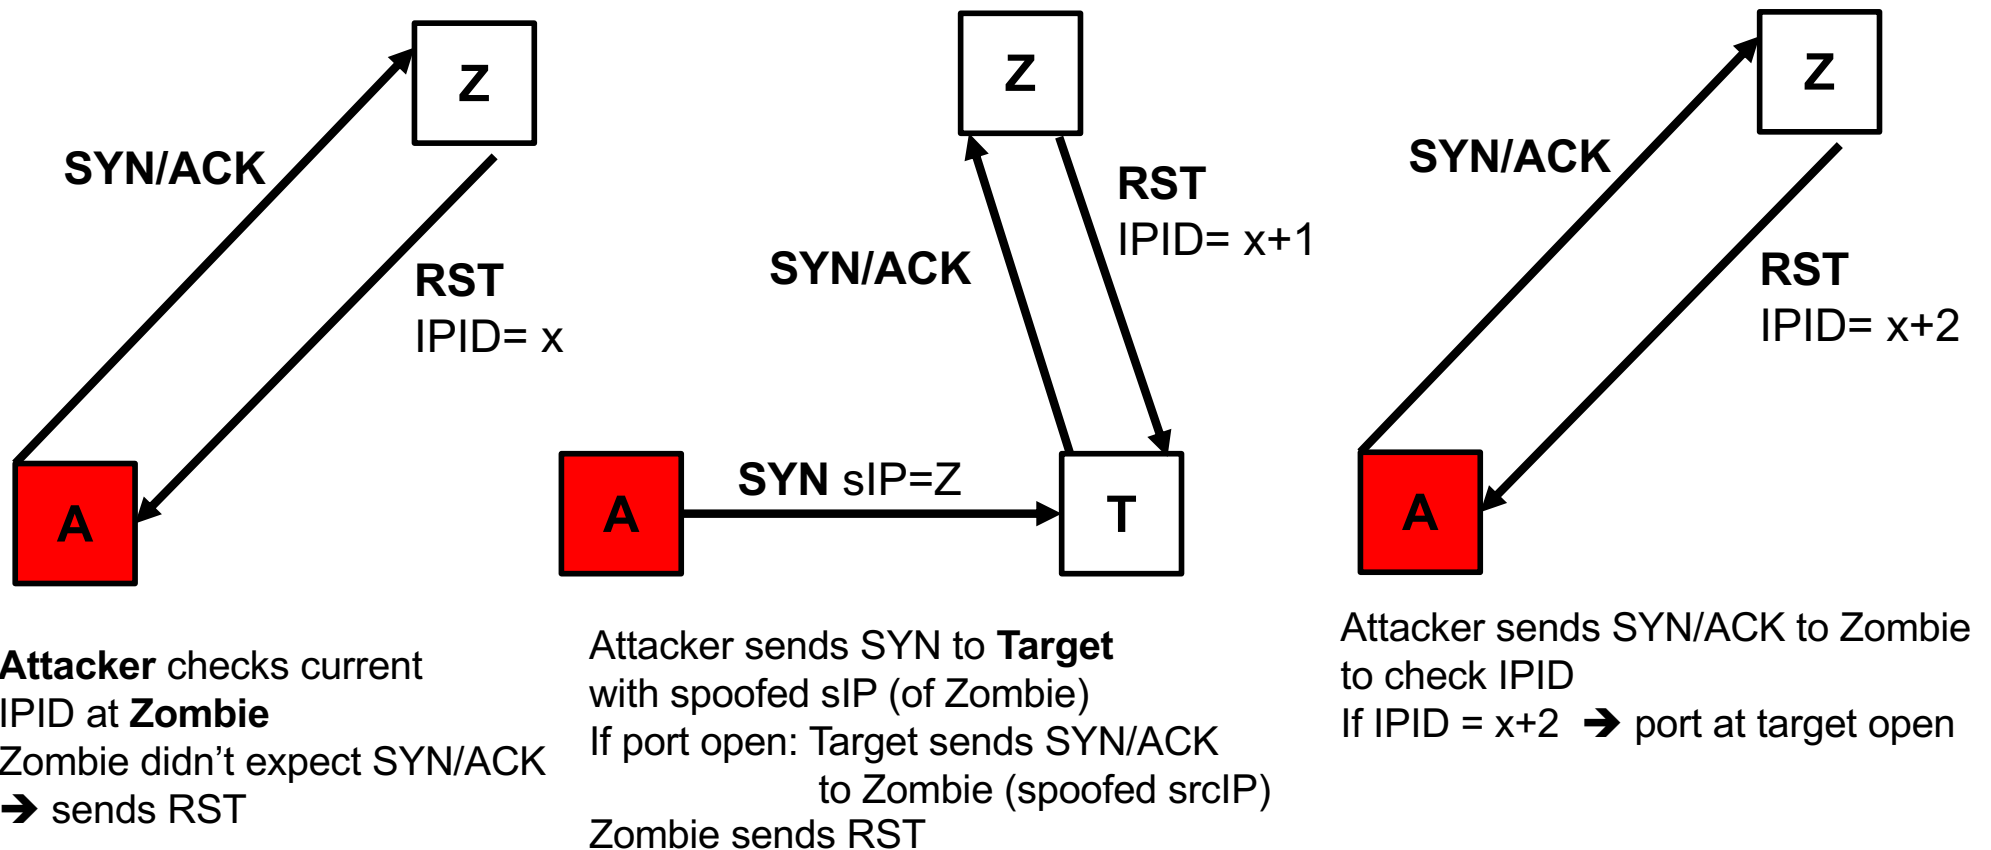 Z
SYN/ACK
RST
IPID= x
A
Attacker checks current
IPID at Zombie
Zombie didn't expect SYN/ACK
➔ sends RST
Z
RST
IPID= x+1
SYN/ACK
SYN sIP=Z
A
T
Attacker sends SYN to Target
with spoofed sIP (of Zombie)
If port open: Target sends SYN/ACK
to Zombie (spoofed srcIP)
Zombie sends RST
Z
SYN/ACK
RST
IPID= x+2
A
Attacker sends SYN/ACK to Zombie
to check IPID
If IPID = x+2 ➔ port at target open